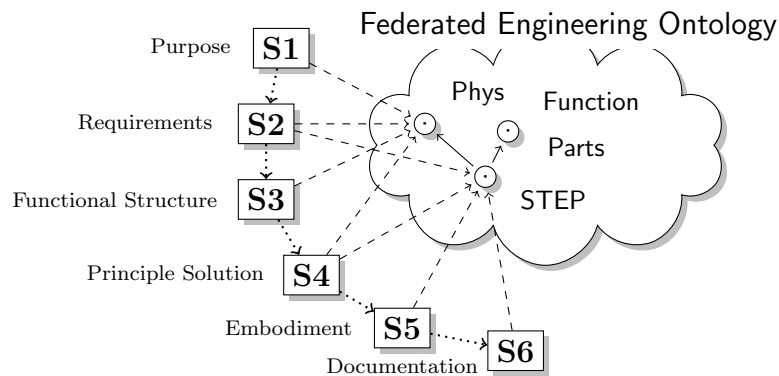 Federated Engineering Ontology
Purpose
S1
Phys
Function
Requirements
S2
Parts
Functional Structure
S3
STEP
Principle Solution
S4
Embodiment
S5
Documentation
S6